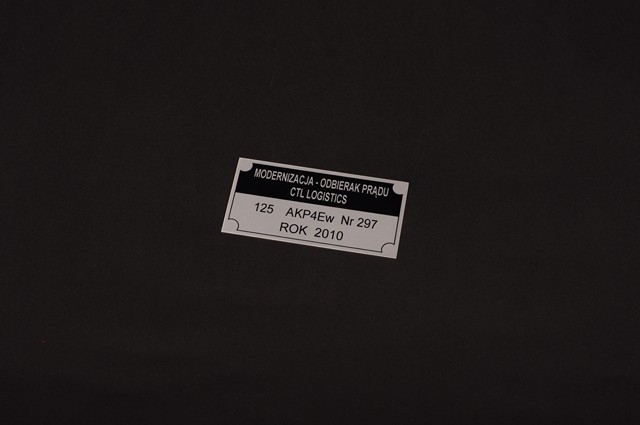 MODERNIZACJA - ODBIERAK PRĄDU
CTL LOGISTICS
125 AKP4Ew Nr 297
ROK 2010